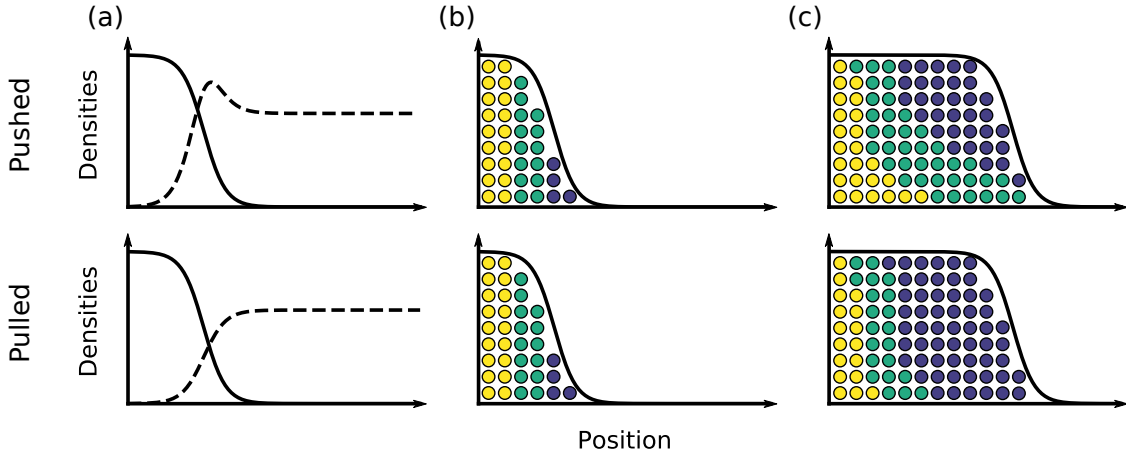 (a)
(b)
(c)
Pushed
Densities
Pulled
Densities
Position